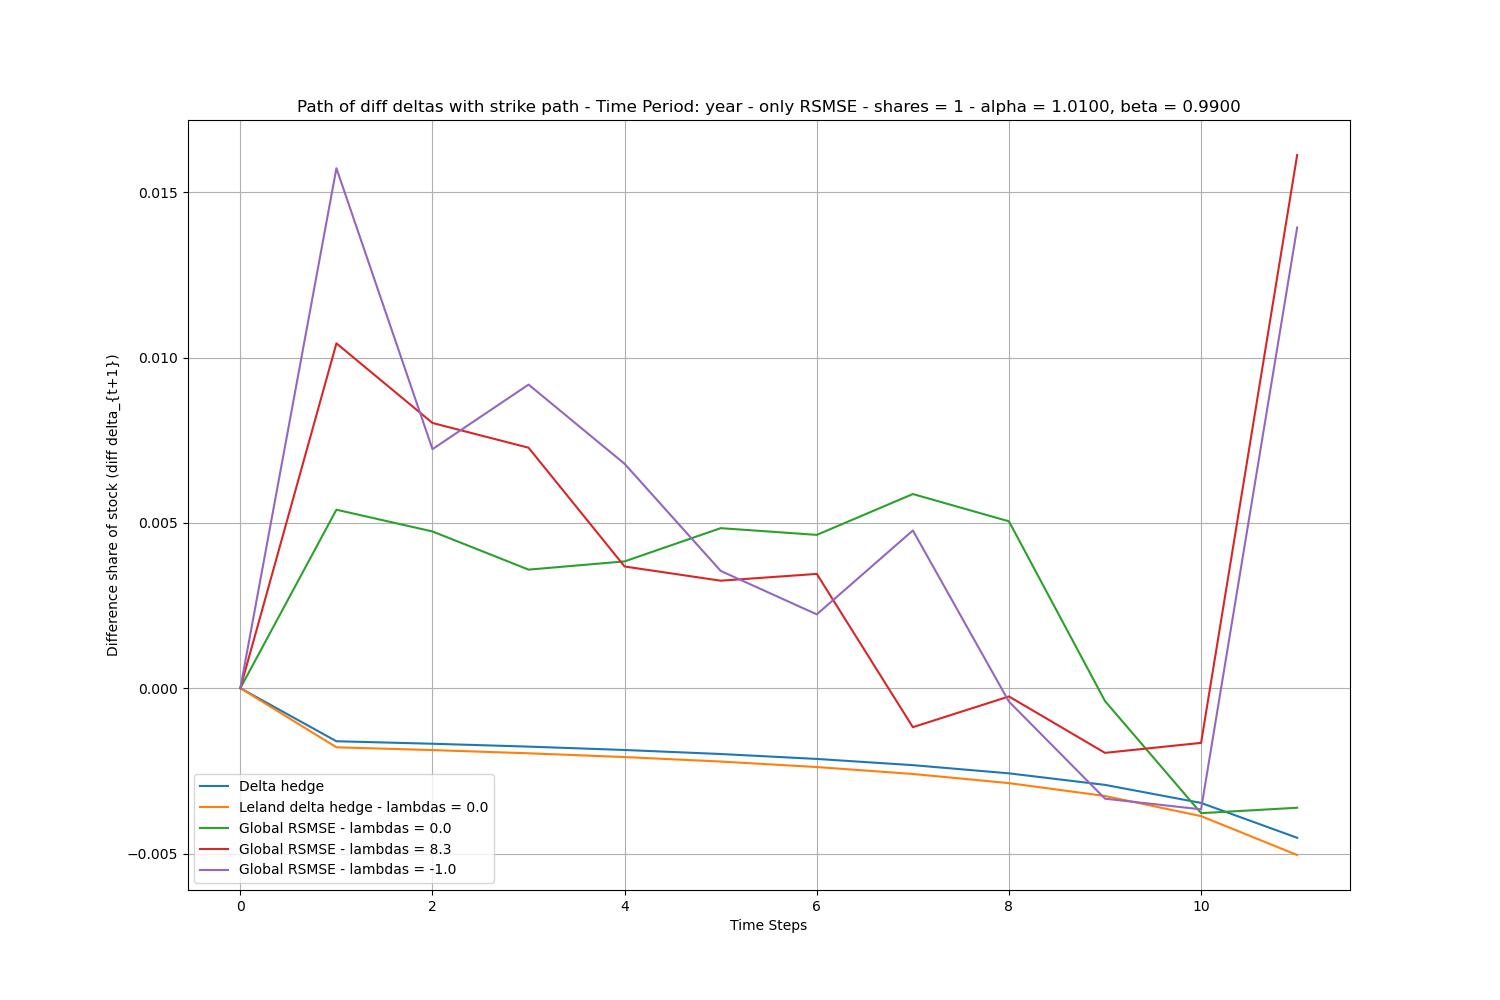 Path of diff deltas with strike path - Time Period: year - only RSMSE - shares = 1 - alpha = 1.0100, beta = 0.9900
Difference share of stock (diff delta_{t+1})
0.015
0.010
0.005
0.000
−0.005
Delta hedge
Leland delta hedge - lambdas = 0.0
Global RSMSE - lambdas = 0.0
Global RSMSE - lambdas = 8.3
Global RSMSE - lambdas = -1.0
0 2 4 6 8 10
Time Steps